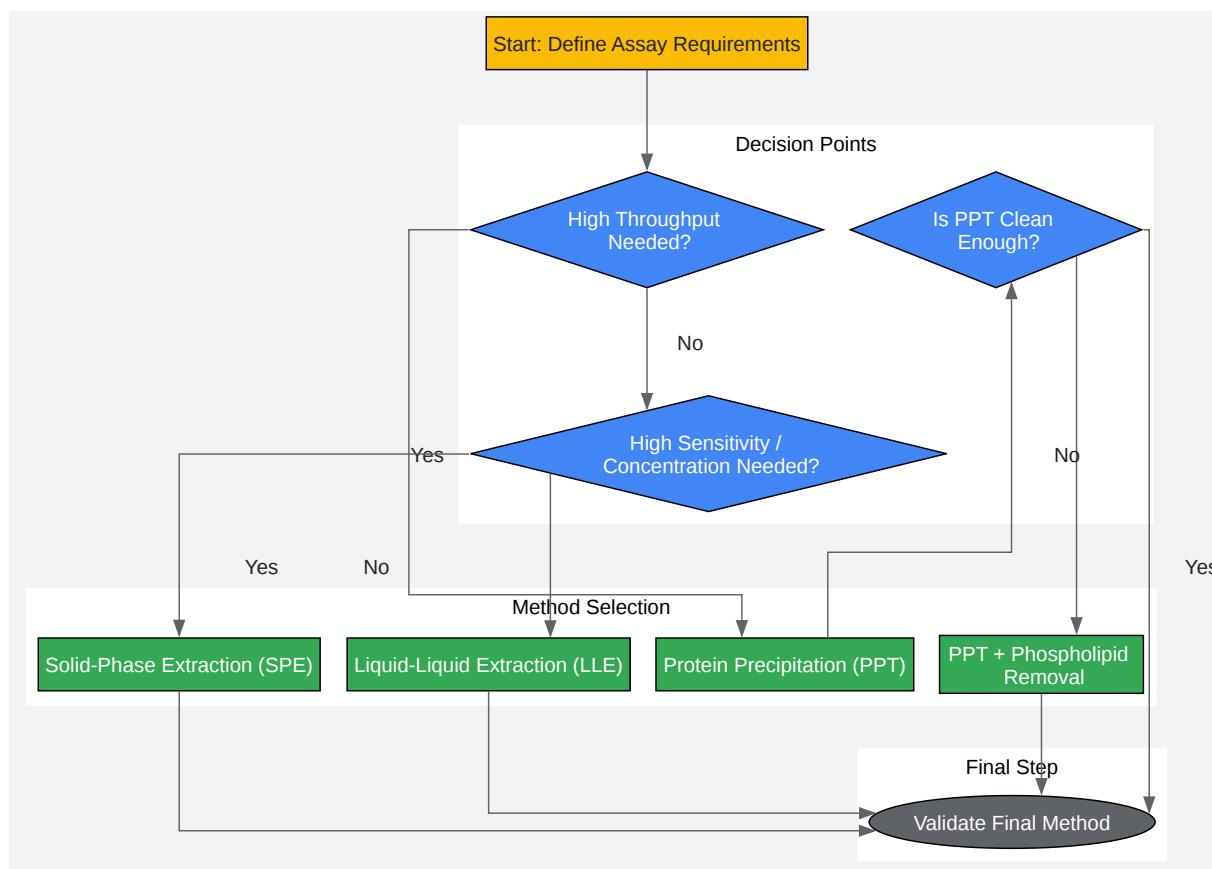 Start: Define Assay Requirements
Decision Points
High Throughput
Needed?
Is PPT Clean
Enough?
No
High Sensitivity /
Concentration Needed?
Yes
No
Yes
No
Yes
Method Selection
Solid-Phase Extraction (SPE)
Liquid-Liquid Extraction (LLE)
Protein Precipitation (PPT)
PPT + Phospholipid
Removal
Final Step
Validate Final Method